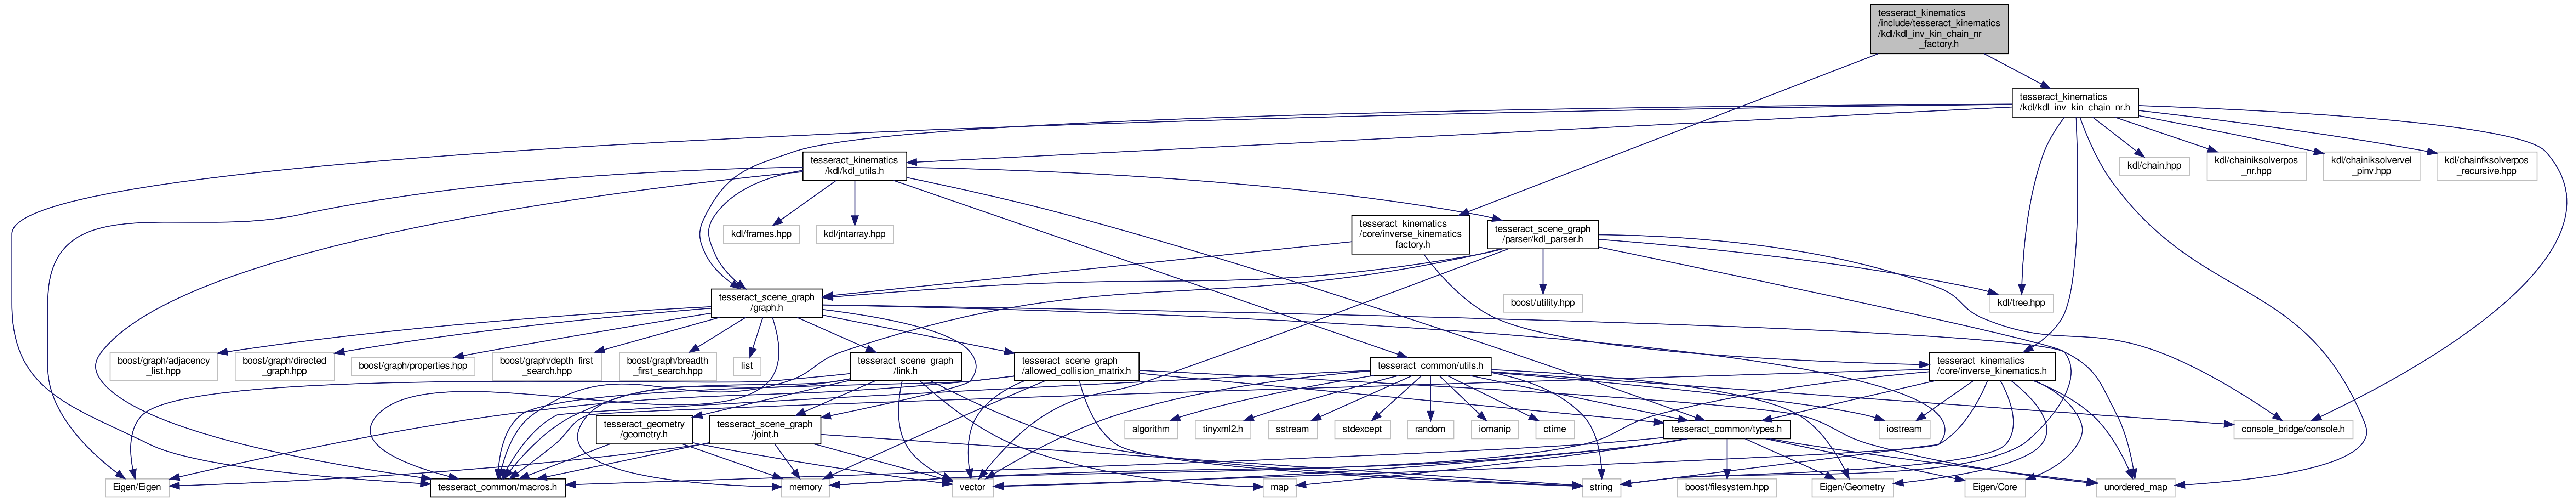 tesseract_kinematics
/include/tesseract_kinematics
/kdl/kdl_inv_kin_chain_nr
_factory.h
tesseract_kinematics
/kdl/kdl_inv_kin_chain_nr.h
tesseract_kinematics
/kdl/kdl_utils.h
kdl/chain.hpp
kdl/chainiksolverpos
_nr.hpp
kdl/chainiksolvervel
_pinv.hpp
kdl/chainfksolverpos
_recursive.hpp
kdl/frames.hpp
kdl/jntarray.hpp
tesseract_kinematics
/core/inverse_kinematics
_factory.h
tesseract_scene_graph
/parser/kdl_parser.h
tesseract_scene_graph
/graph.h
boost/utility.hpp
kdl/tree.hpp
boost/graph/adjacency
_list.hpp
boost/graph/directed
_graph.hpp
boost/graph/properties.hpp
boost/graph/depth_first
_search.hpp
boost/graph/breadth
_first_search.hpp
list
tesseract_scene_graph
/link.h
tesseract_scene_graph
/allowed_collision_matrix.h
tesseract_common/utils.h
tesseract_kinematics
/core/inverse_kinematics.h
tesseract_geometry
/geometry.h
tesseract_scene_graph
/joint.h
algorithm
tinyxml2.h
sstream
stdexcept
random
iomanip
ctime
tesseract_common/types.h
iostream
console_bridge/console.h
Eigen/Eigen
tesseract_common/macros.h
memory
vector
map
string
boost/filesystem.hpp
Eigen/Geometry
Eigen/Core
unordered_map